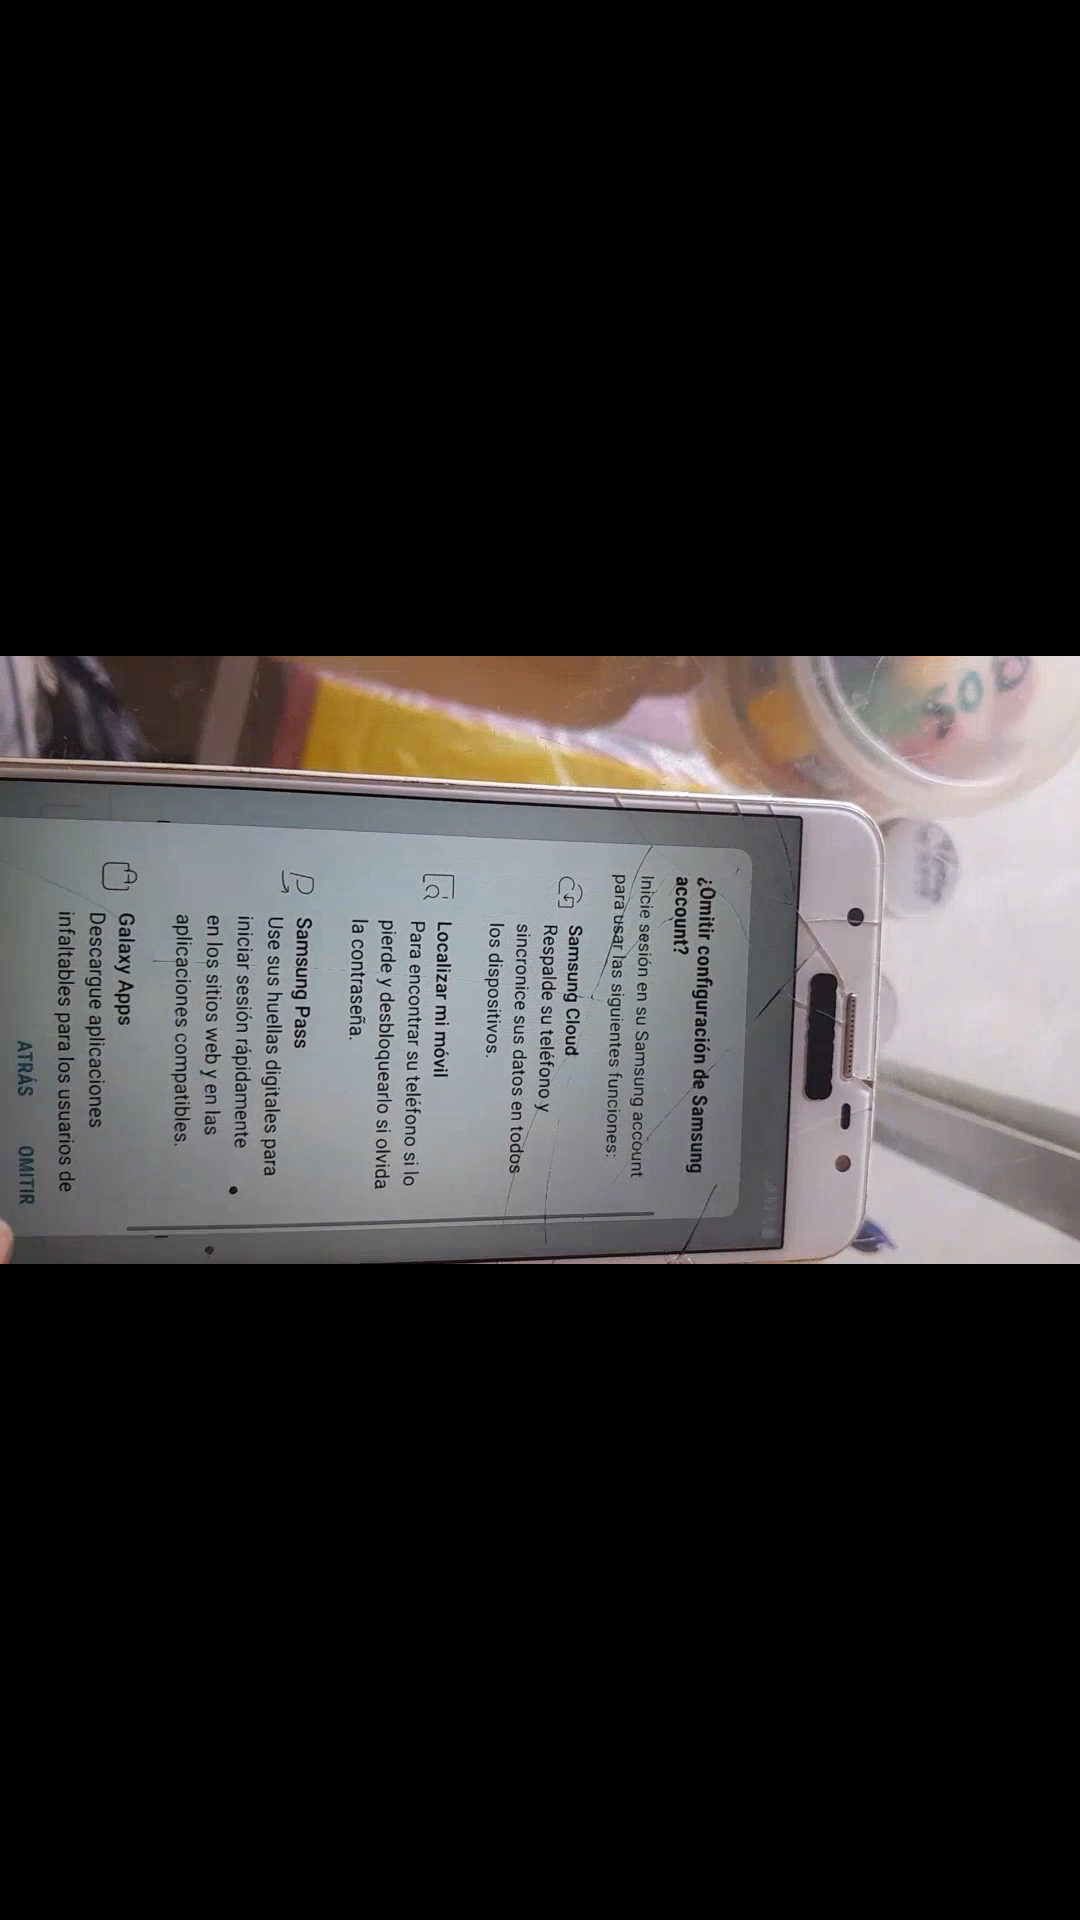 ¿Omitir configuración de Samsung
account?
Inicie sesión en su Samsung account
para usar las siguientes funciones:
Samsung Cloud
Respalde su teléfono y
sincronice sus datos en todos
los dispositivos.
Localizar mi móvil
Para encontrar su teléfono si lo
pierde y desbloquearlo si olvida
la contraseña.
Samsung Pass
Use sus huellas digitales para
iniciar sesión rápidamente
en los sitios web y en las
aplicaciones compatibles.
Galaxy Apps
Descargue aplicaciones
infaltables para los usuarios de
ATRÁS OMITIR